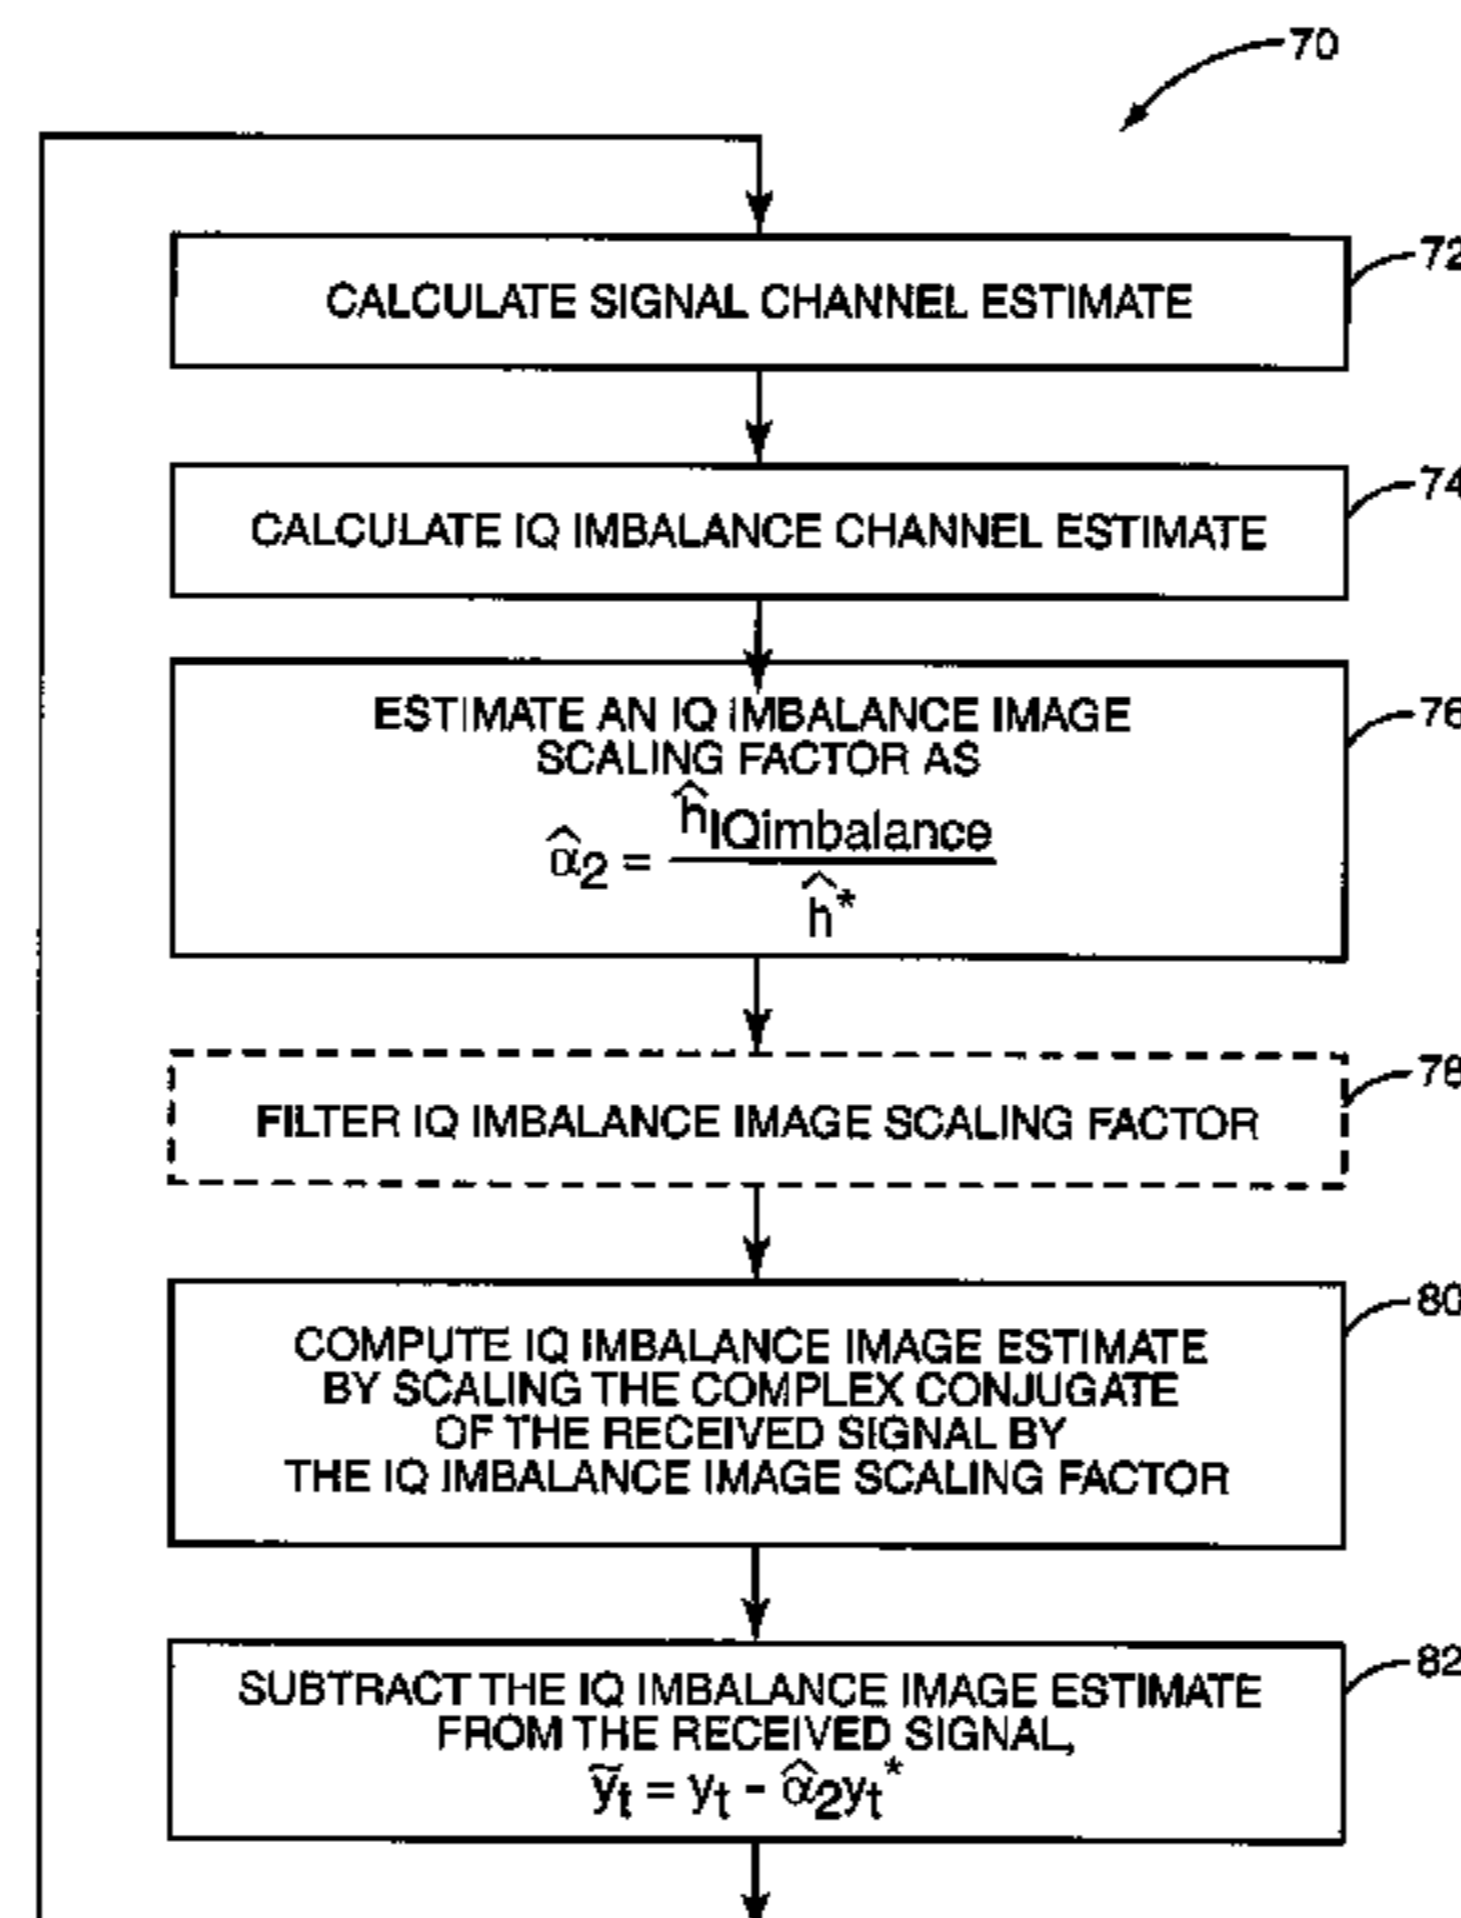 70
CALCULATE SIGNAL CHANNEL ESTIMATE
72
CALCULATE IQ IMBALANCE CHANNEL ESTIMATE
74
ESTIMATE AN IQ IMBALANCE IMAGE
SCALING FACTOR AS
α̂₂ = ĥIQimbalance / ĥ*
76
FILTER IQ IMBALANCE IMAGE SCALING FACTOR
78
COMPUTE IQ IMBALANCE IMAGE ESTIMATE
BY SCALING THE COMPLEX CONJUGATE
OF THE RECEIVED SIGNAL BY
THE IQ IMBALANCE IMAGE SCALING FACTOR
80
SUBTRACT THE IQ IMBALANCE IMAGE ESTIMATE
FROM THE RECEIVED SIGNAL,
ỹt = yt - α̂₂yt*
82